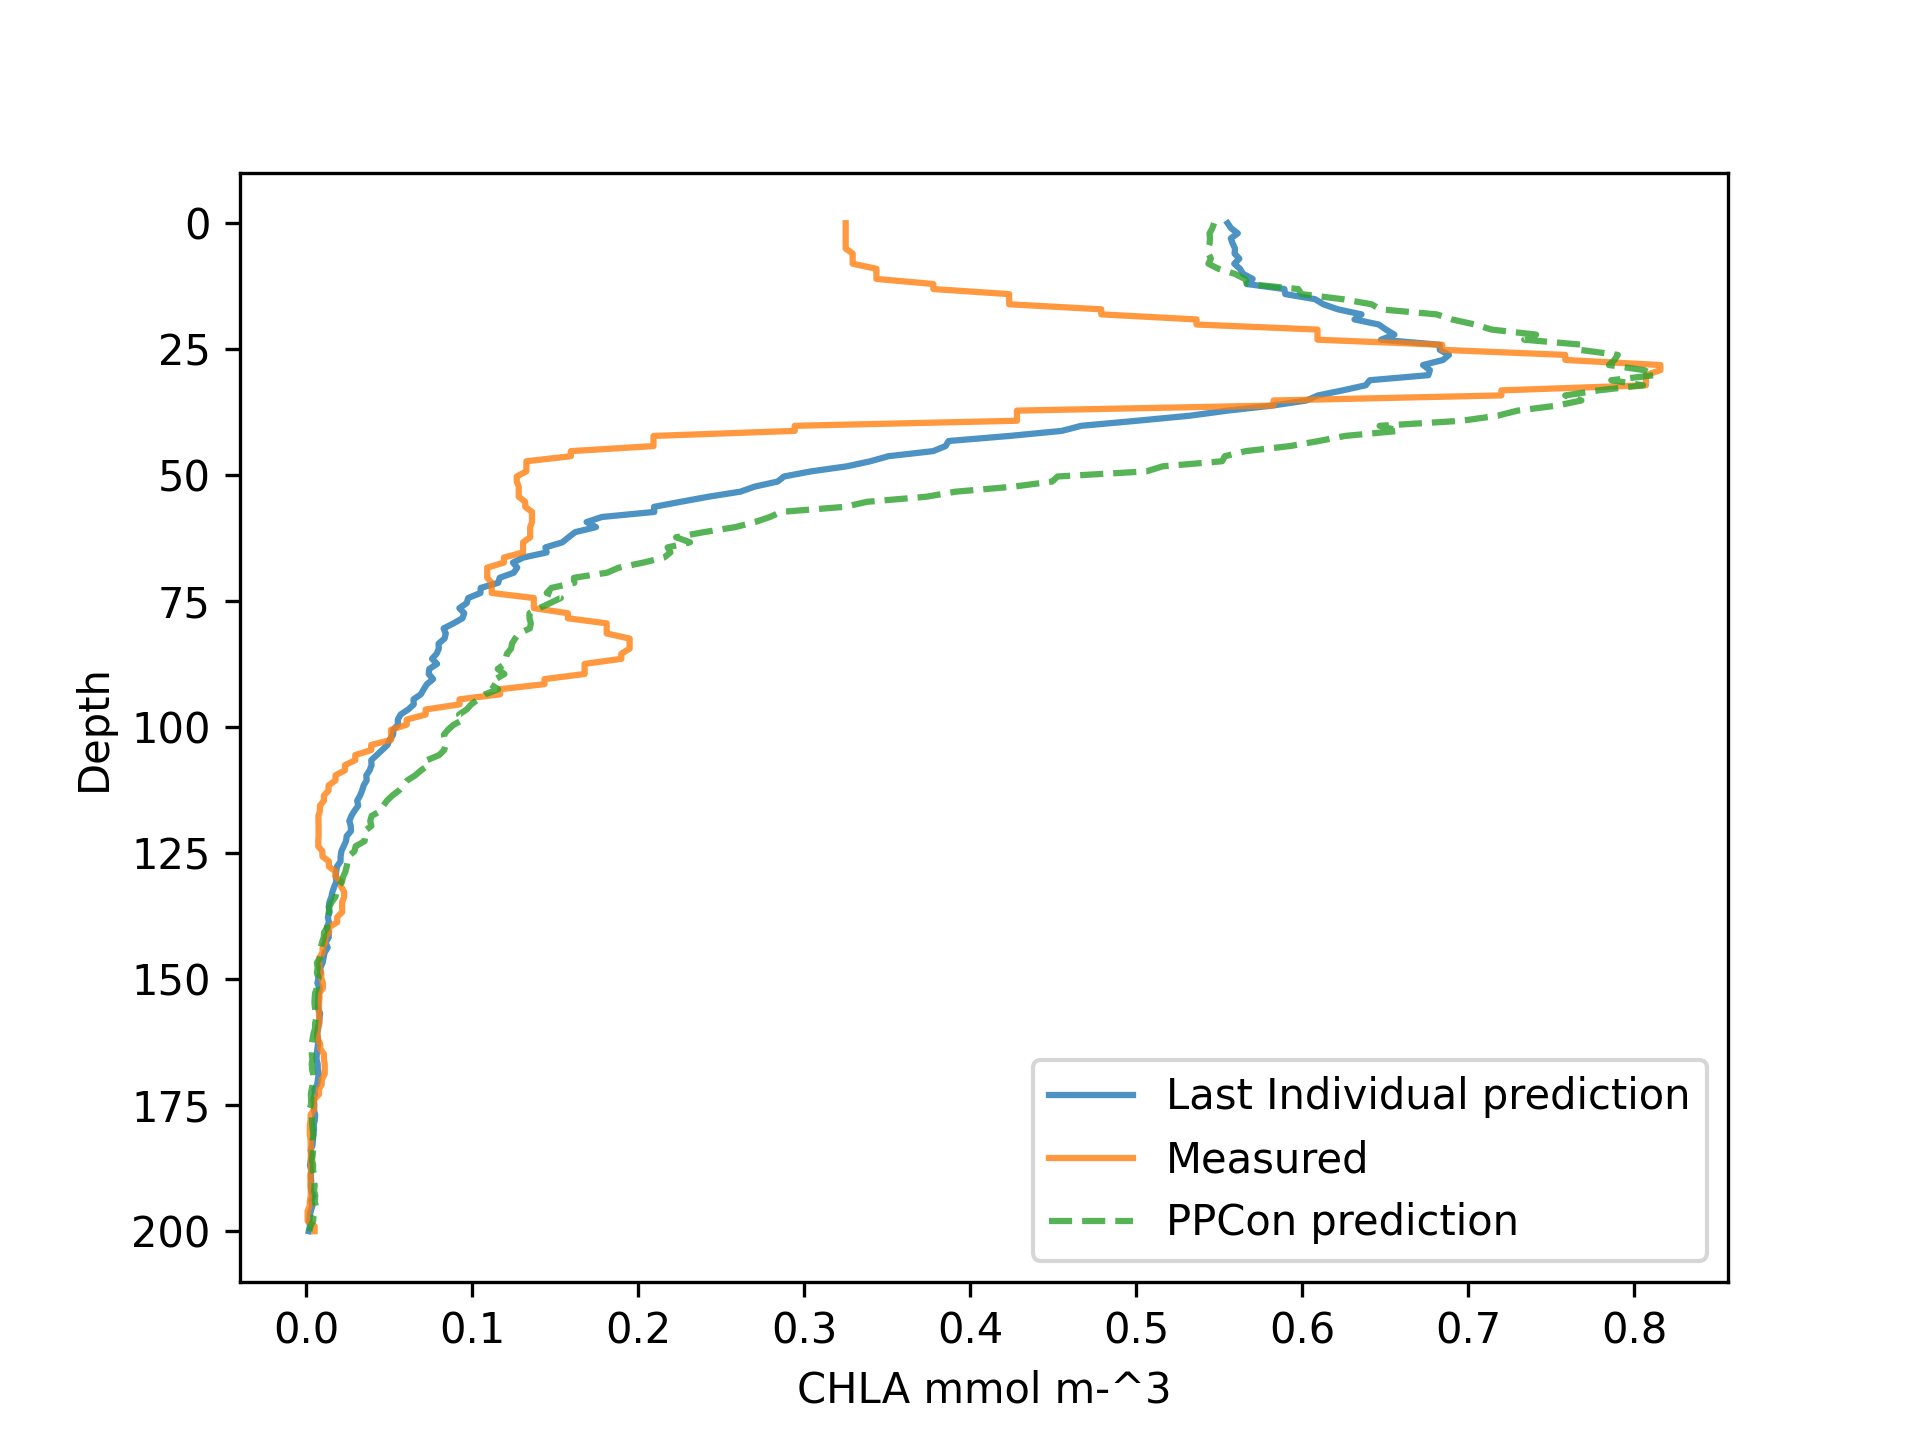 0
25
50
75
100
125
150
175
200
Depth
0.0 0.1 0.2 0.3 0.4 0.5 0.6 0.7 0.8
CHLA mmol m-^3
Last Individual prediction
Measured
PPCon prediction